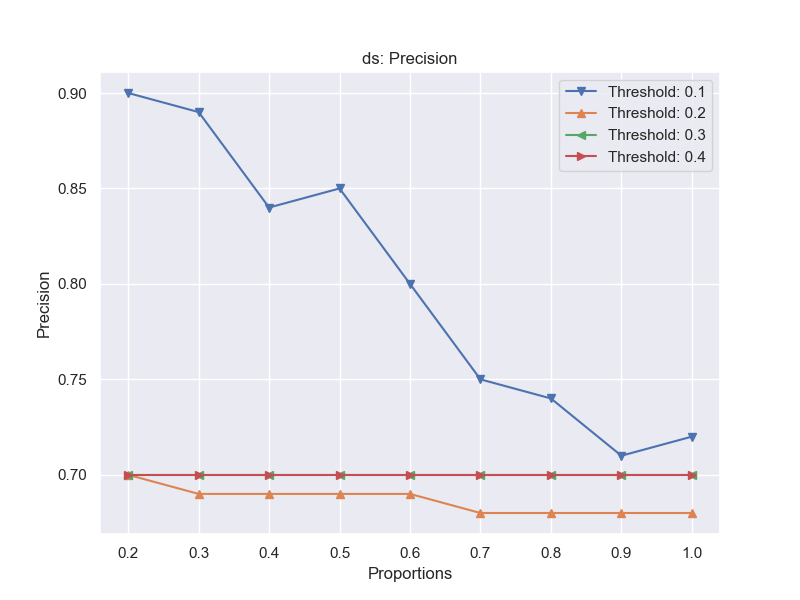 ds: Precision
Threshold: 0.1
Threshold: 0.2
Threshold: 0.3
Threshold: 0.4
Precision
0.90
0.85
0.80
0.75
0.70
0.2 0.3 0.4 0.5 0.6 0.7 0.8 0.9 1.0
Proportions